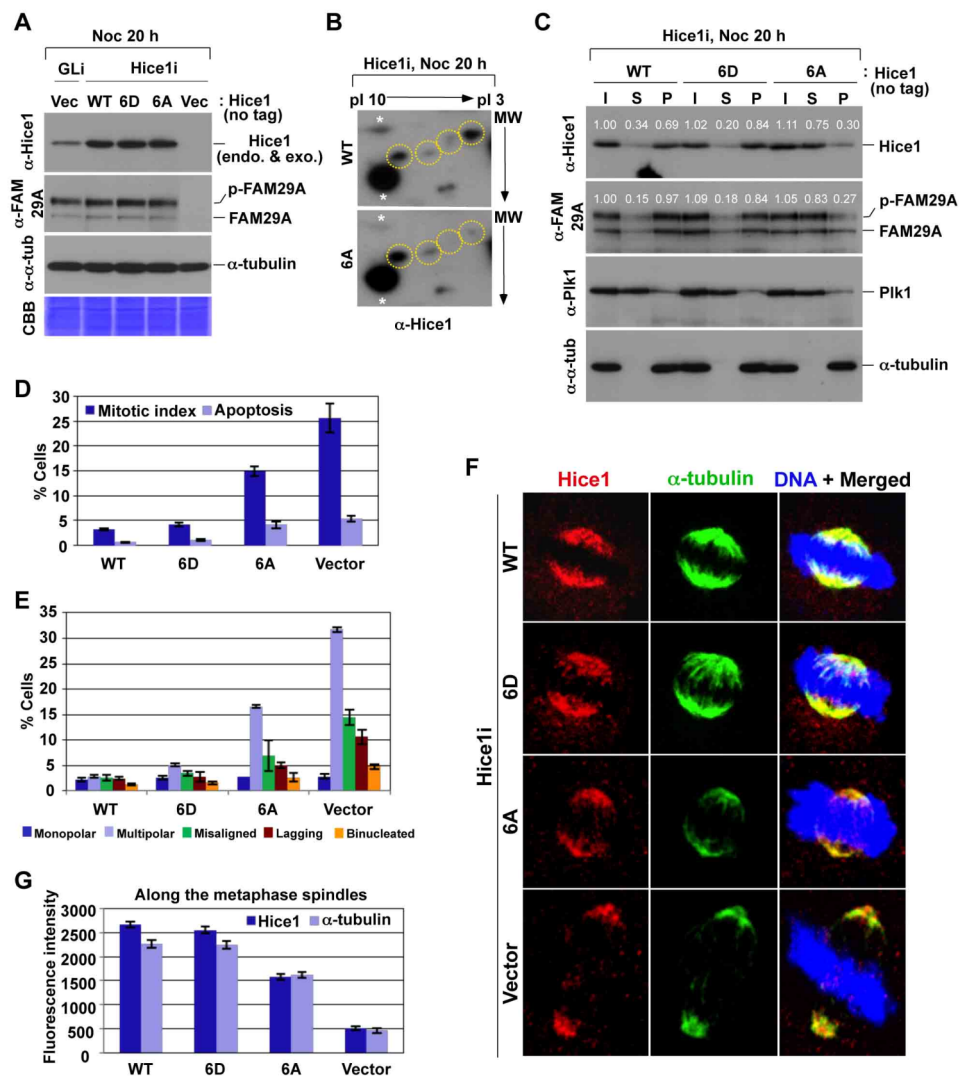 A
Noc 20 h
GLi Hice1i
Vec WT 6D 6A Vec : Hice1
(no tag)
α-Hice1
Hice1
(endo. & exo.)
α-FAM
29A
p-FAM29A
FAM29A
α-α-tub
α-tubulin
CBB
B
Hice1i, Noc 20 h
pI 10 pI 3
MW
WT
*
*
MW
6A
*
*
α-Hice1
C
Hice1i, Noc 20 h
WT 6D 6A : Hice1
(no tag)
I S P I S P I S P
1.00 0.34 0.69 1.02 0.20 0.84 1.11 0.75 0.30
α-Hice1
Hice1
1.00 0.15 0.97 1.09 0.18 0.84 1.05 0.83 0.27
α-FAM
29A
p-FAM29A
FAM29A
α-Plk1
Plk1
α-α-tub
α-tubulin
D
Mitotic index Apoptosis
% Cells
30
25
20
15
10
5
0
WT 6D 6A Vector
E
% Cells
35
30
25
20
15
10
5
0
WT 6D 6A Vector
Monopolar Multipolar Misaligned Lagging Binucleated
G
Along the metaphase spindles
Hice1 α-tubulin
Fluorescence intensity
3000
2500
2000
1500
1000
500
0
WT 6D 6A Vector
F
Hice1 α-tubulin DNA + Merged
Hice1i
WT
6D
6A
Vector